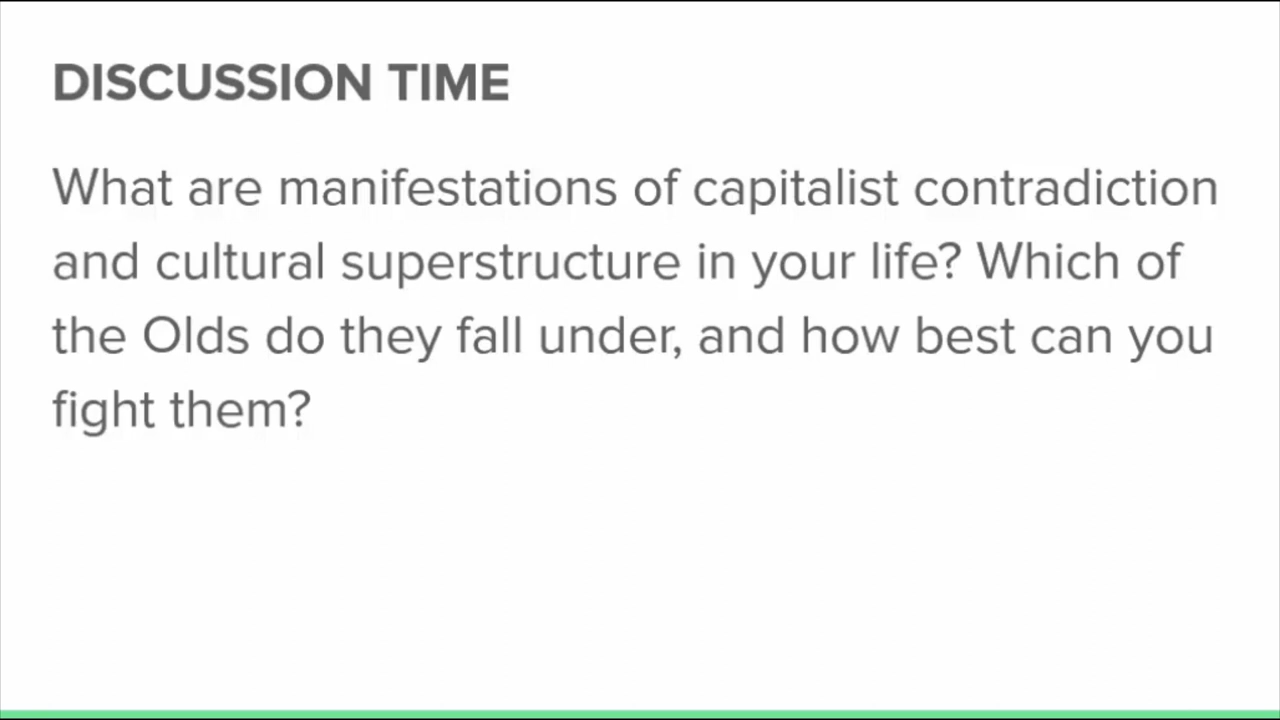 DISCUSSION TIME
What are manifestations of capitalist contradiction
and cultural superstructure in your life? Which of
the Olds do they fall under, and how best can you
fight them?